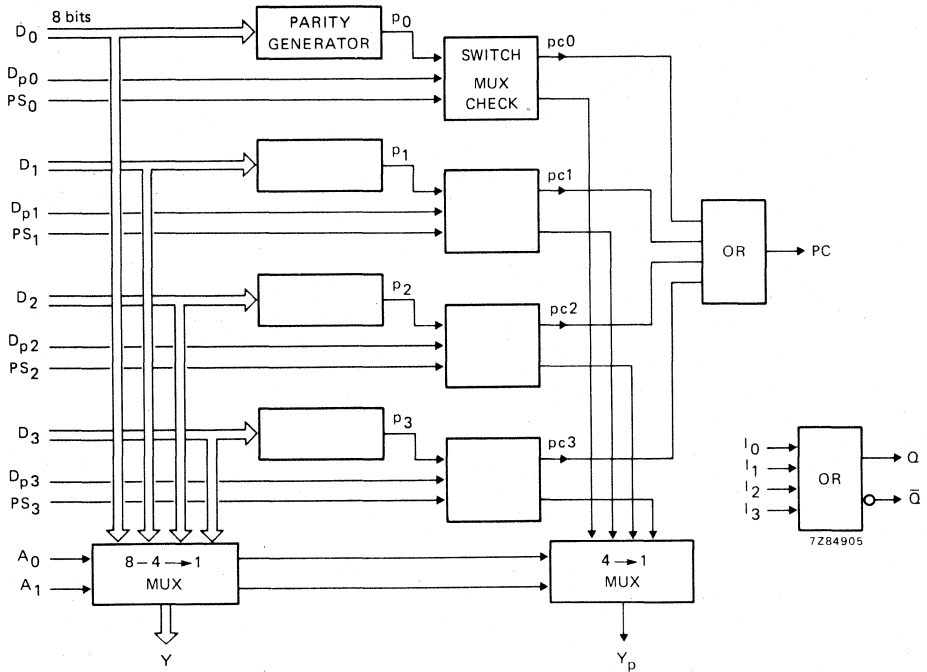 8 bits
D0
PARITY
GENERATOR
p0
Dp0
PS0
SWITCH
MUX
CHECK
pc0
D1
p1
Dp1
PS1
pc1
OR
PC
D2
p2
Dp2
PS2
pc2
D3
p3
Dp3
PS3
pc3
I0
I1
I2
I3
OR
Q
Q̅
7Z84905
A0
A1
8 – 4 → 1
MUX
4 → 1
MUX
Y
Yp